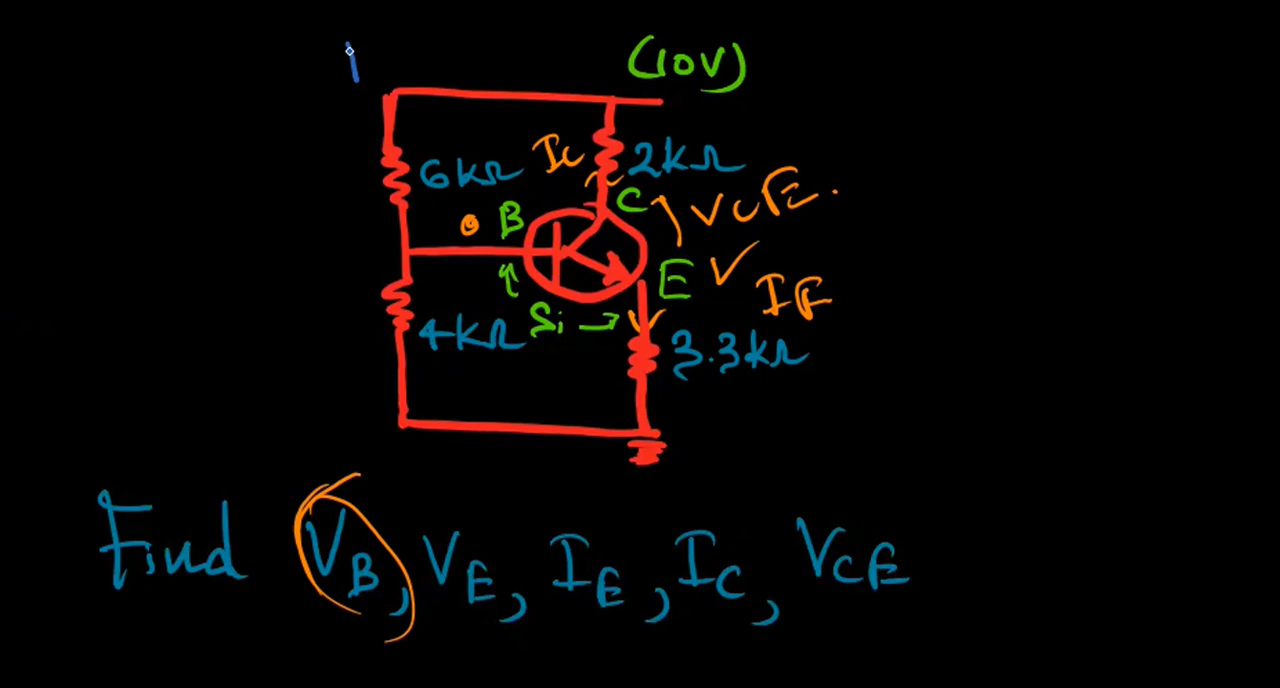 (10V)
6kΩ
Ic
2kΩ
B
C
VCE.
E
IE
Si
4kΩ
3.3kΩ
Find VB, VE, IE, IC, VCE